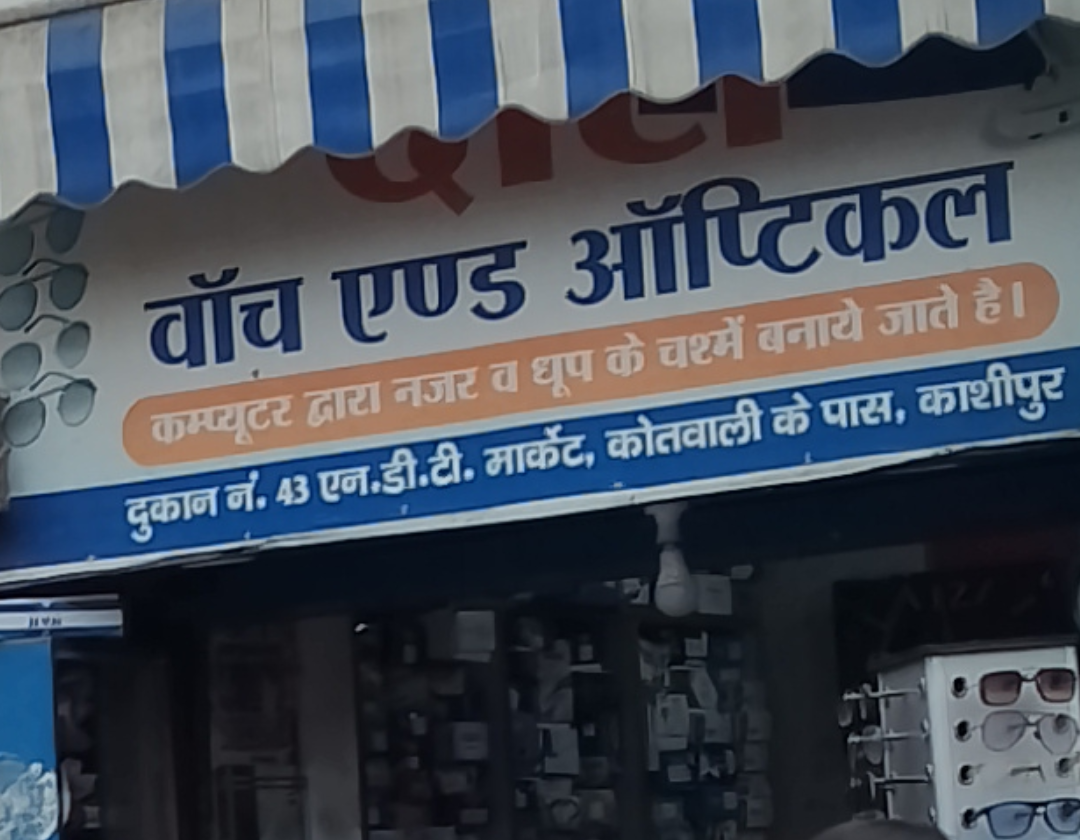 वॉच एण्ड ऑप्टिकल
कम्प्यूटर द्वारा नजर व धूप के चश्में बनाये जाते है।
दुकान नं. 43 एन.डी.टी. मार्केट, कोतवाली के पास, काशीपुर